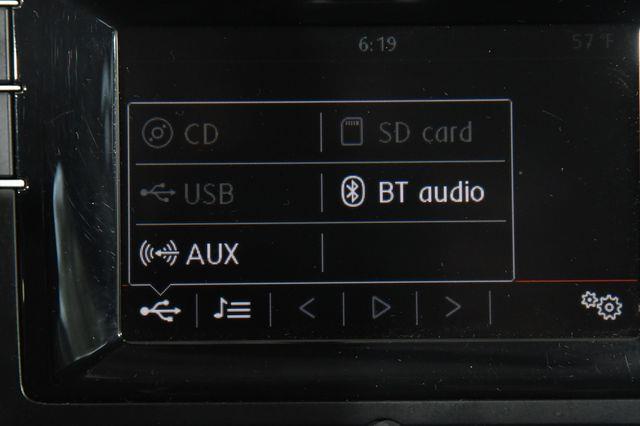 6:19 57°F
CD SD card
USB BT audio
AUX